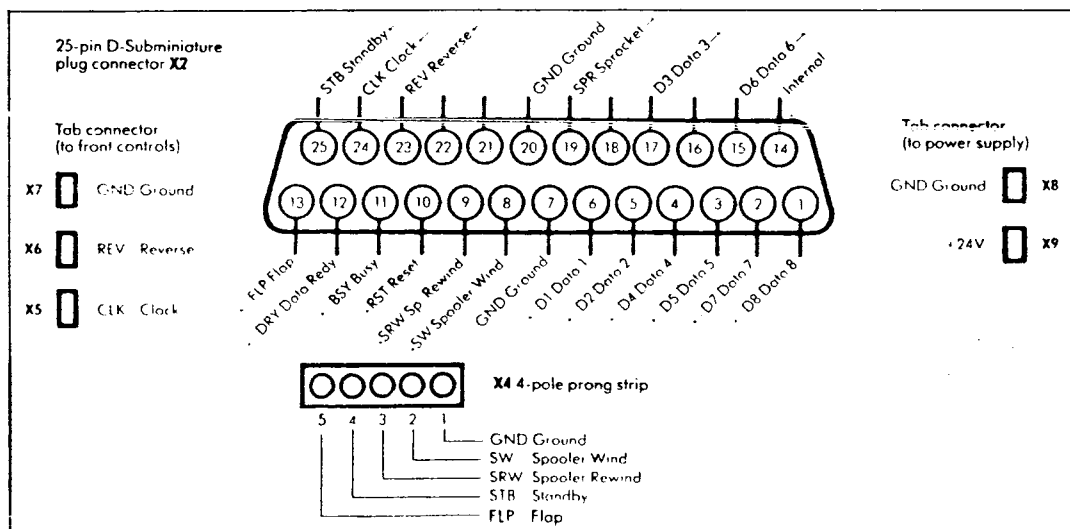 25-pin D-Subminiature
plug connector X2
STB Standby
CLK Clock
REV Reverse
GND Ground
SPR Sprocket
D3 Data 3
D6 Data 6
Internal
25 24 23 22 21 20 19 18 17 16 15 14
13 12 11 10 9 8 7 6 5 4 3 2 1
FLP Flap
DRY Data Redy
BSY Busy
RST Reset
SRW Sp. Rewind
SW Spooler Wind
GND Ground
D1 Data 1
D2 Data 2
D4 Data 4
D5 Data 5
D7 Data 7
D8 Data 8
Tab connector
(to front controls)
X7 GND Ground
X6 REV Reverse
X5 CLK Clock
Tab connector
(to power supply)
GND Ground X8
+24V X9
X4 4-pole prong strip
5 4 3 2 1
GND Ground
SW Spooler Wind
SRW Spooler Rewind
STB Standby
FLP Flap